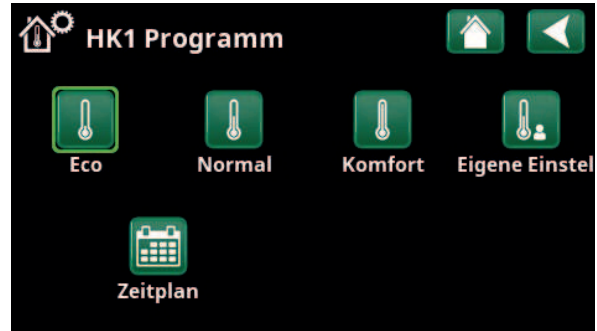 HK1 Programm
Eco
Normal
Komfort
Eigene Einstel
Zeitplan